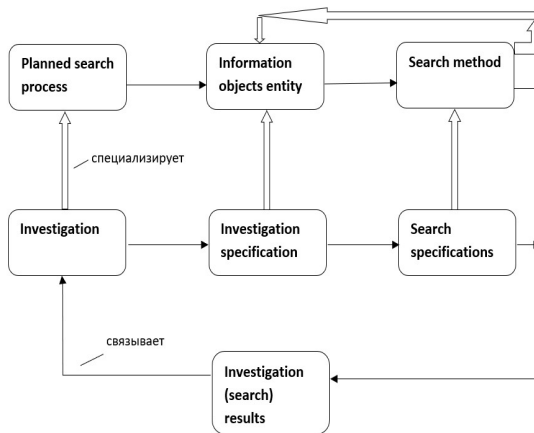 Planned search
process
Information
objects entity
Search method
специализирует
Investigation
Investigation
specification
Search
specifications
связывает
Investigation
(search)
results